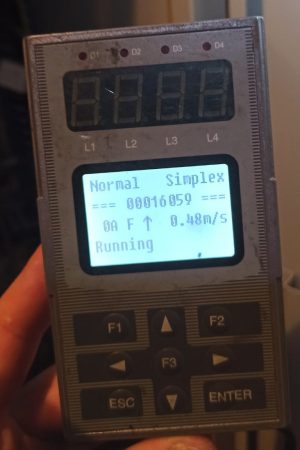 D1 D2 D3 D4
L1 L2 L3 L4
Normal Simplex
=== 00016059 ===
0A F ↑ 0.48m/s
Running
F1 F2
F3
ESC ENTER